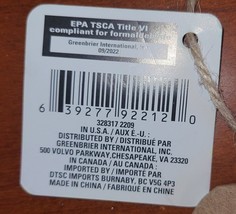 EPA TSCA Title VI
compliant for formaldehyde
Greenbrier International,
09/2022
6 39277 92212 0
328317 2209
IN U.S.A. / AUX É.-U. :
DISTRIBUTED BY / DISTRIBUÉ PAR
GREENBRIER INTERNATIONAL, INC.
500 VOLVO PARKWAY,CHESAPEAKE, VA 23320
IN CANADA / AU CANADA :
IMPORTED BY / IMPORTÉ PAR
DTSC IMPORTS BURNABY, BC V5G 4P3
MADE IN CHINA / FABRIQUÉ EN CHINE